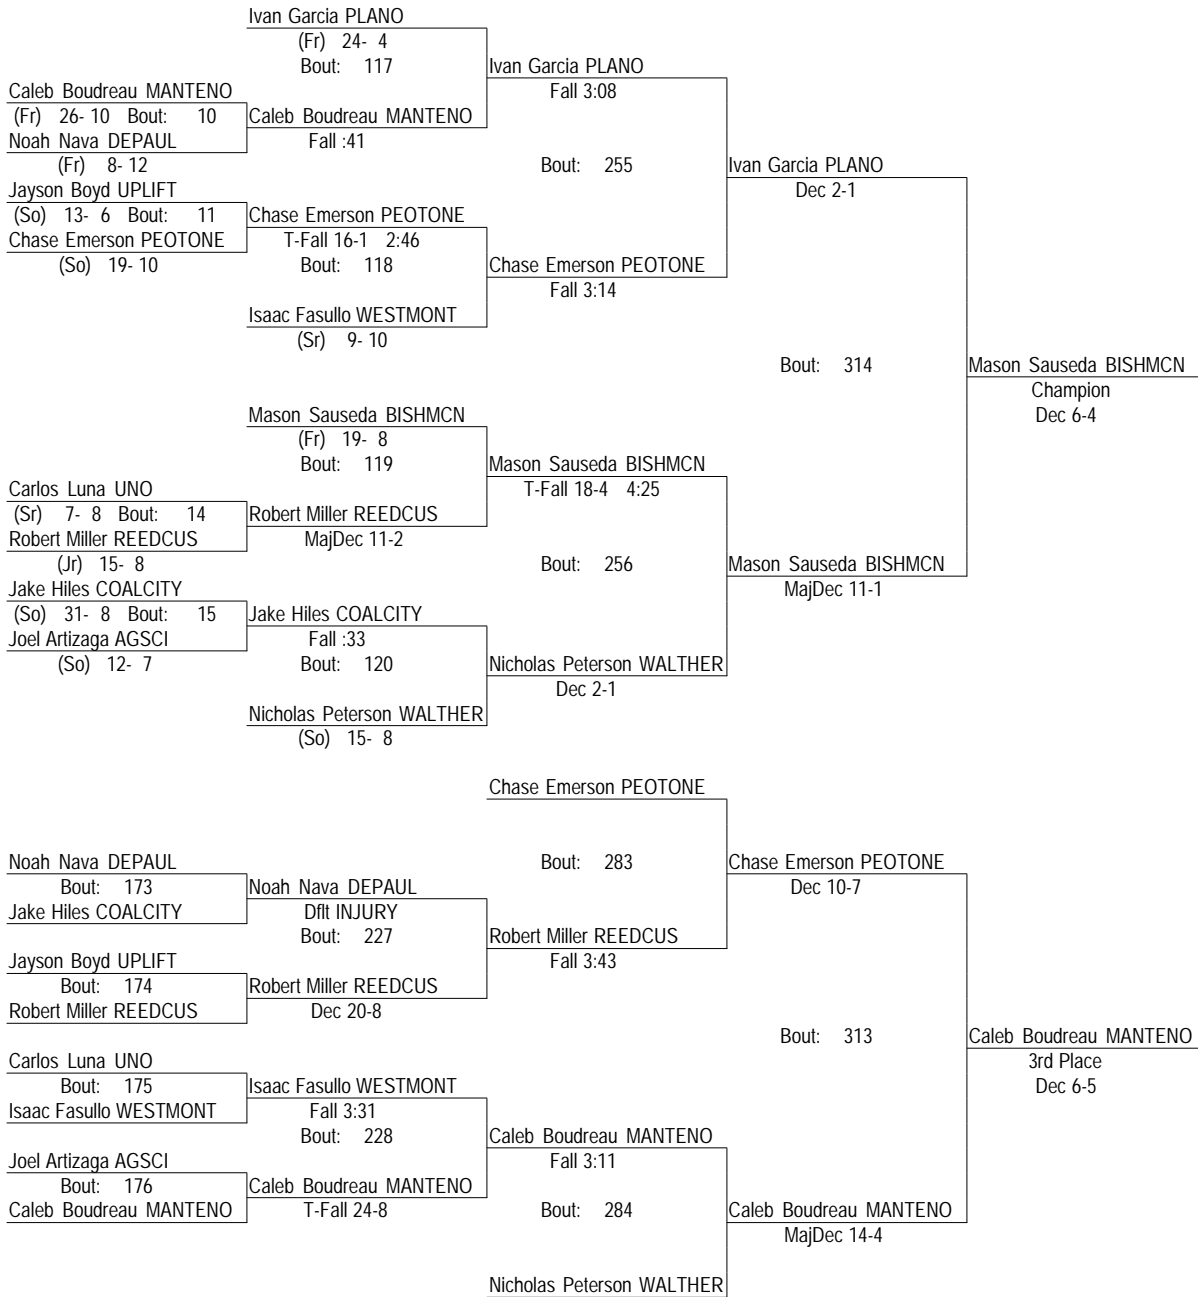 Ivan Garcia PLANO
(Fr) 24- 4
Bout: 117
Ivan Garcia PLANO
Fall 3:08
Caleb Boudreau MANTENO
(Fr) 26- 10 Bout: 10
Caleb Boudreau MANTENO
Fall :41
Noah Nava DEPAUL
(Fr) 8- 12
Bout: 255
Ivan Garcia PLANO
Dec 2-1
Jayson Boyd UPLIFT
(So) 13- 6 Bout: 11
Chase Emerson PEOTONE
T-Fall 16-1 2:46
Chase Emerson PEOTONE
(So) 19- 10
Bout: 118
Chase Emerson PEOTONE
Fall 3:14
Isaac Fasullo WESTMONT
(Sr) 9- 10
Bout: 314
Mason Sauseda BISHMCN
Champion
Dec 6-4
Mason Sauseda BISHMCN
(Fr) 19- 8
Bout: 119
Mason Sauseda BISHMCN
T-Fall 18-4 4:25
Carlos Luna UNO
(Sr) 7- 8 Bout: 14
Robert Miller REEDCUS
MajDec 11-2
Robert Miller REEDCUS
(Jr) 15- 8
Bout: 256
Mason Sauseda BISHMCN
MajDec 11-1
Jake Hiles COALCITY
(So) 31- 8 Bout: 15
Jake Hiles COALCITY
Fall :33
Joel Artizaga AGSCI
(So) 12- 7
Bout: 120
Nicholas Peterson WALTHER
Dec 2-1
Nicholas Peterson WALTHER
(So) 15- 8
Chase Emerson PEOTONE
Bout: 283
Chase Emerson PEOTONE
Dec 10-7
Noah Nava DEPAUL
Bout: 173
Noah Nava DEPAUL
Dflt INJURY
Jake Hiles COALCITY
Bout: 227
Robert Miller REEDCUS
Fall 3:43
Jayson Boyd UPLIFT
Bout: 174
Robert Miller REEDCUS
Dec 20-8
Robert Miller REEDCUS
Bout: 313
Caleb Boudreau MANTENO
3rd Place
Dec 6-5
Carlos Luna UNO
Bout: 175
Isaac Fasullo WESTMONT
Fall 3:31
Isaac Fasullo WESTMONT
Bout: 228
Caleb Boudreau MANTENO
Fall 3:11
Joel Artizaga AGSCI
Bout: 176
Caleb Boudreau MANTENO
T-Fall 24-8
Caleb Boudreau MANTENO
Bout: 284
Caleb Boudreau MANTENO
MajDec 14-4
Nicholas Peterson WALTHER